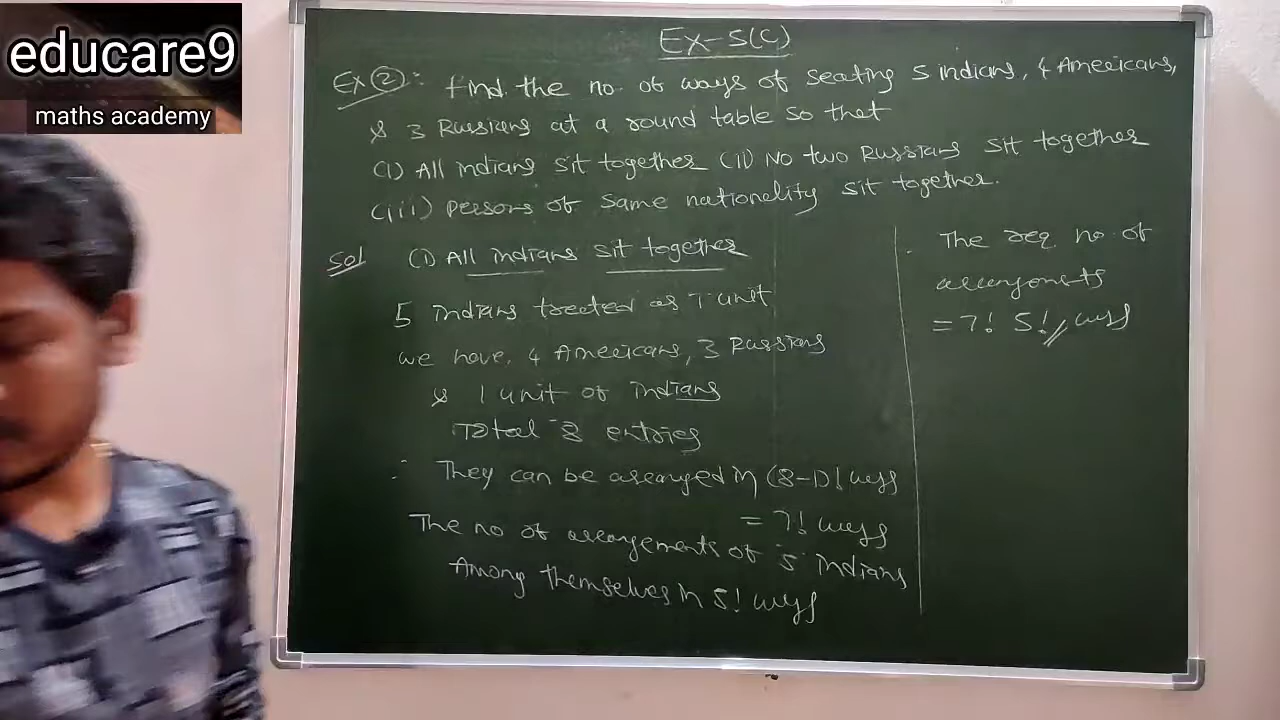 educare9
maths academy
Ex-5(c)
Ex ② : Find the no. of ways of seating 5 indians, 4 Americans,
& 3 Russians at a round table so that
(i) All indians sit together (ii) No two Russians sit together
(iii) persons of same nationality sit together.
Sol (i) All indians sit together
5 indians treated as 1 unit
we have, 4 Americans, 3 Russians
& 1 unit of indians
Total 8 entries
∴ They can be arranged in (8-1)! ways
= 7! ways
The no of arrangements of 5 indians
Among themselves in 5! ways
The req no. of
arrangements
= 7! 5! ways